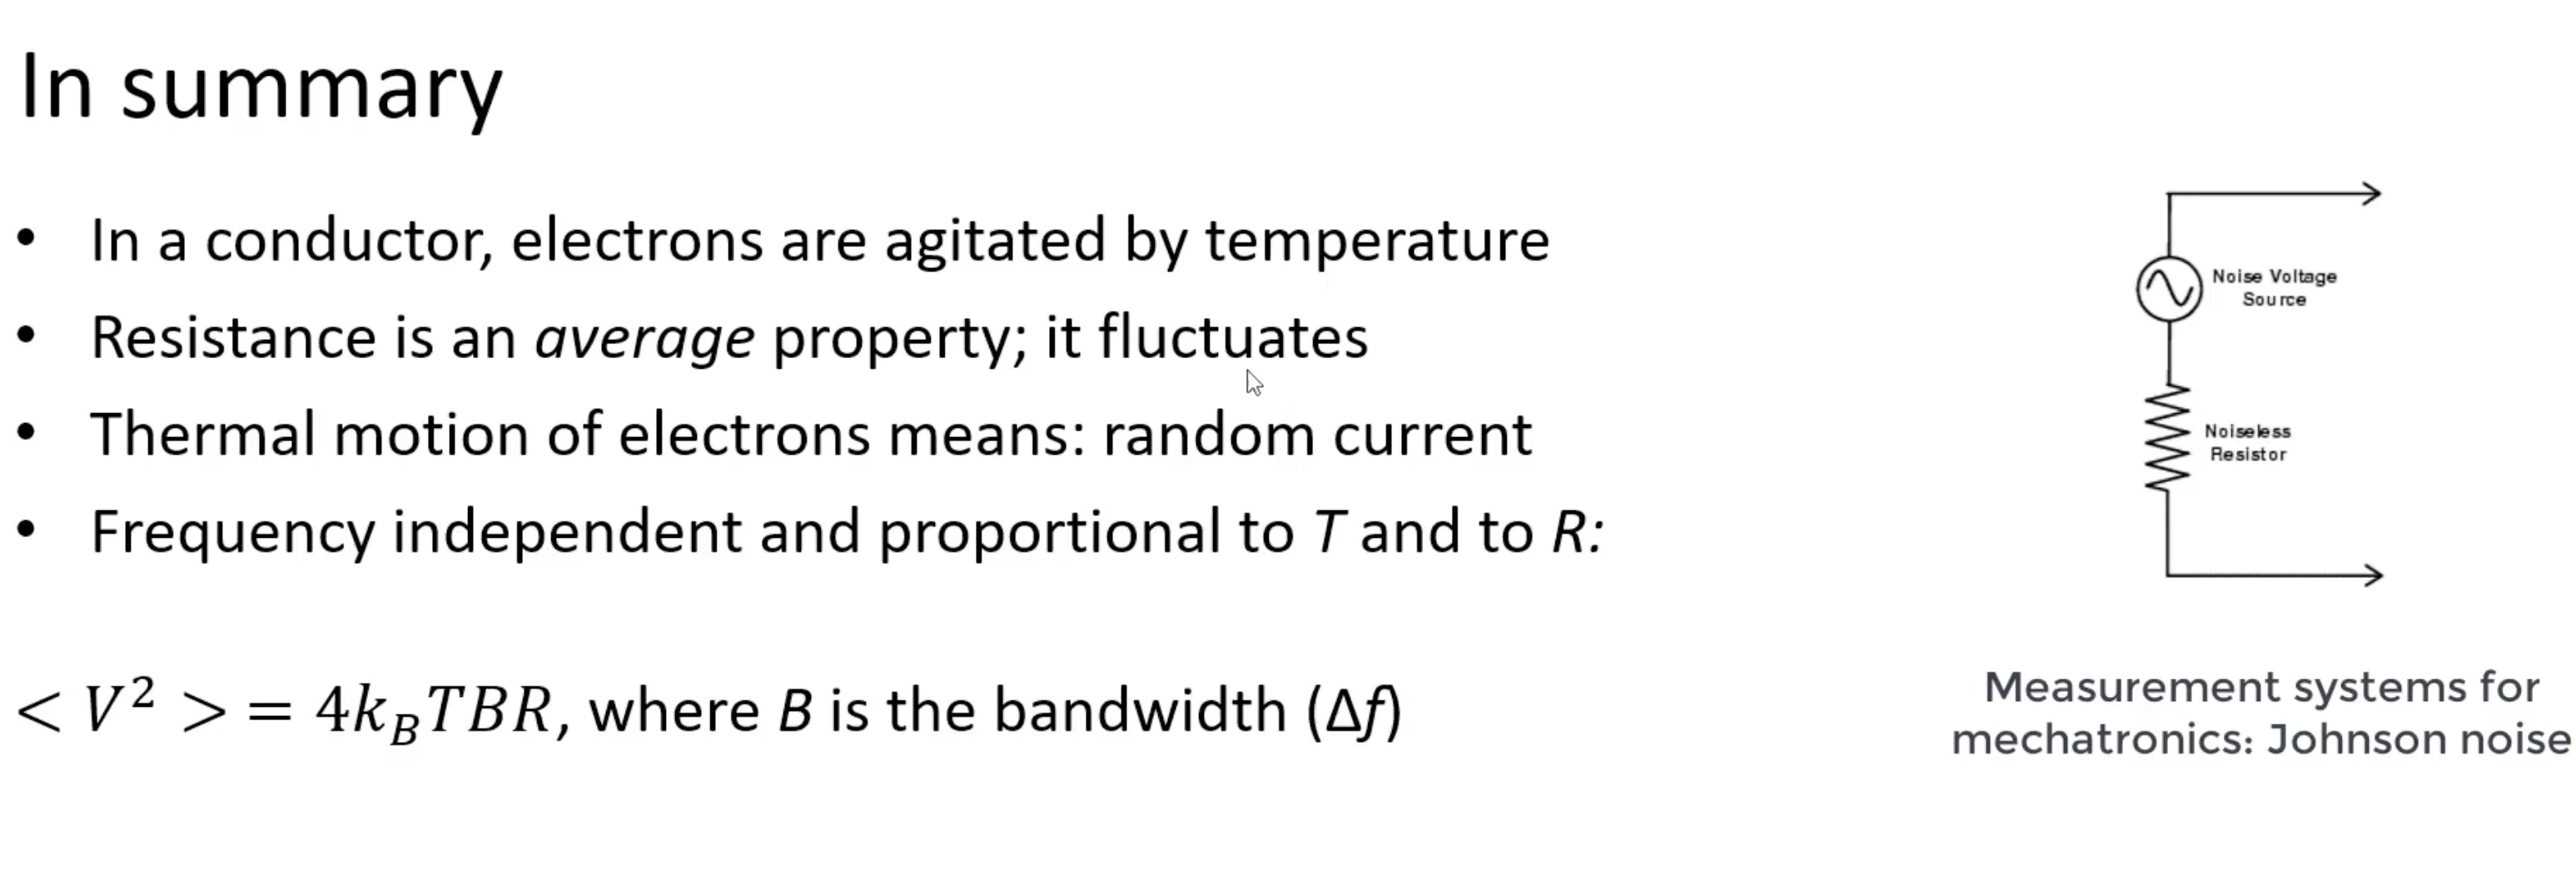 In summary
• In a conductor, electrons are agitated by temperature
• Resistance is an average property; it fluctuates
• Thermal motion of electrons means: random current
• Frequency independent and proportional to T and to R:
< V² > = 4k_BTBR, where B is the bandwidth (Δf)
Noise Voltage
Source
Noiseless
Resistor
Measurement systems for
mechatronics: Johnson noise